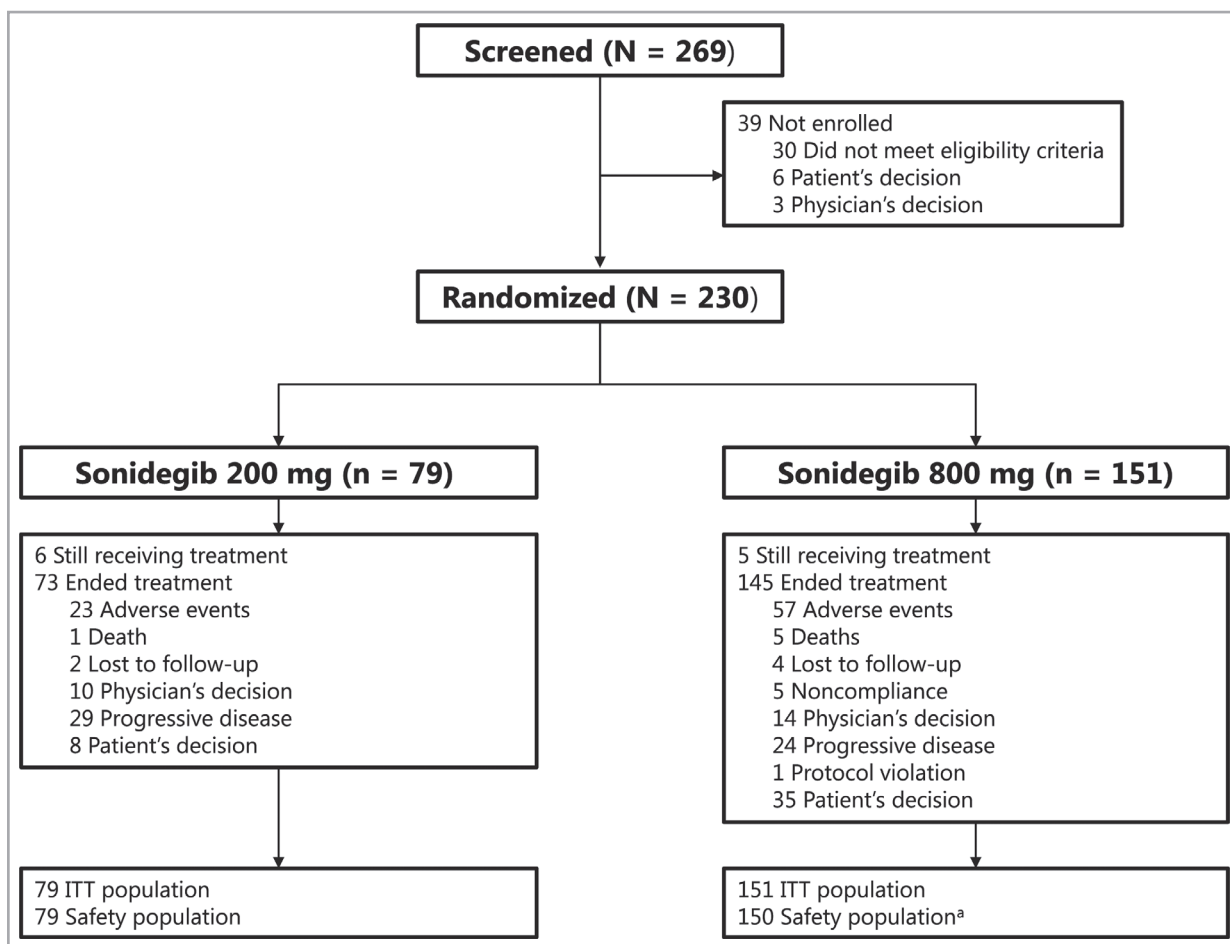 Screened (N = 269)
39 Not enrolled
30 Did not meet eligibility criteria
6 Patient’s decision
3 Physician’s decision
Randomized (N = 230)
Sonidegib 200 mg (n = 79)
6 Still receiving treatment
73 Ended treatment
23 Adverse events
1 Death
2 Lost to follow-up
10 Physician’s decision
29 Progressive disease
8 Patient’s decision
79 ITT population
79 Safety population
Sonidegib 800 mg (n = 151)
5 Still receiving treatment
145 Ended treatment
57 Adverse events
5 Deaths
4 Lost to follow-up
5 Noncompliance
14 Physician’s decision
24 Progressive disease
1 Protocol violation
35 Patient’s decision
151 ITT population
150 Safety populationᵃ